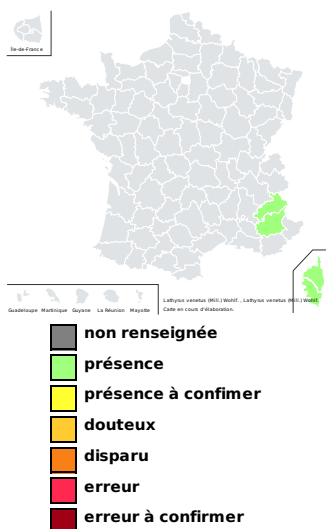 Île-de-France
Guadeloupe Martinique Guyane La Réunion Mayotte
Lathyrus venetus (Mill.) Wohlf. , Lathyrus venetus (Mill.) Wohlf.
Carte en cours d'élaboration.
non renseignée
présence
présence à confimer
douteux
disparu
erreur
erreur à confirmer